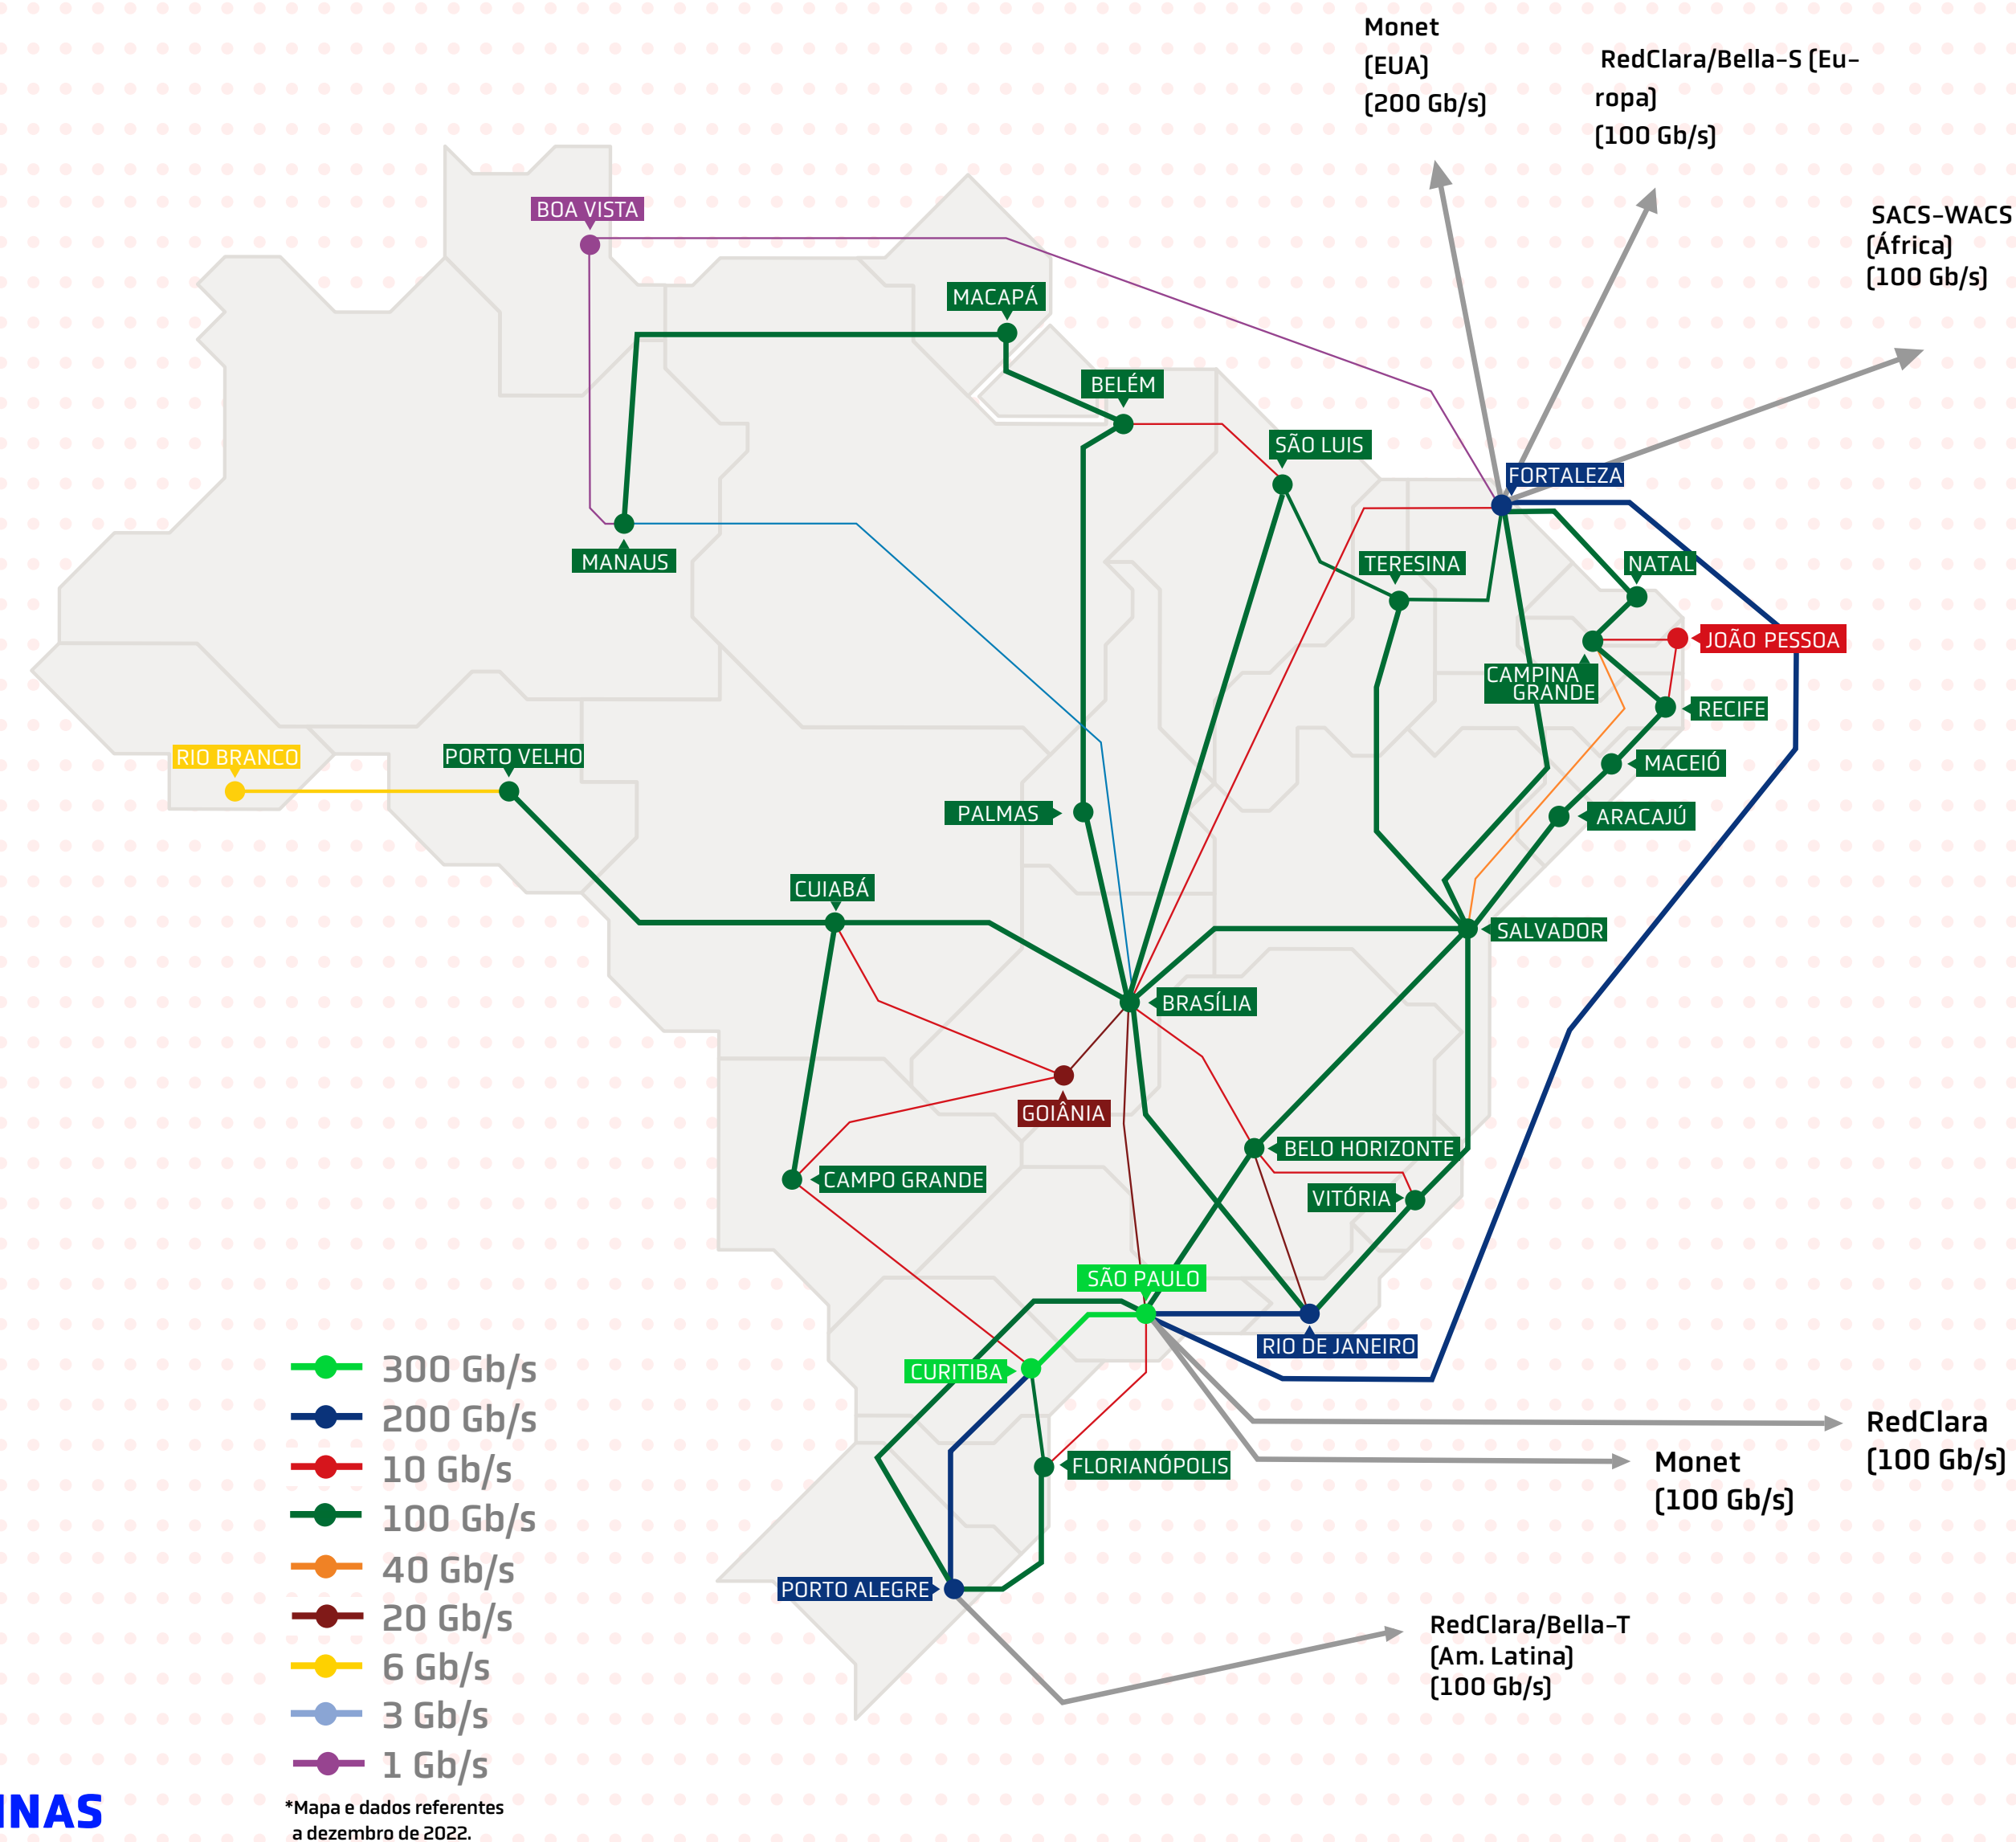 Monet
(EUA)
(200 Gb/s)
RedClara/Bella-S (Eu-
ropa)
(100 Gb/s)
SACS-WACS
(África)
(100 Gb/s)
BOA VISTA
MACAPÁ
BELÉM
SÃO LUIS
FORTALEZA
MANAUS
TERESINA
NATAL
JOÃO PESSOA
CAMPINA
GRANDE
RECIFE
RIO BRANCO
PORTO VELHO
MACEIÓ
PALMAS
ARACAJÚ
CUIABÁ
SALVADOR
BRASÍLIA
GOIÂNIA
BELO HORIZONTE
CAMPO GRANDE
VITÓRIA
SÃO PAULO
RIO DE JANEIRO
CURITIBA
FLORIANÓPOLIS
PORTO ALEGRE
RedClara
(100 Gb/s)
Monet
(100 Gb/s)
RedClara/Bella-T
(Am. Latina)
(100 Gb/s)
300 Gb/s
200 Gb/s
10 Gb/s
100 Gb/s
40 Gb/s
20 Gb/s
6 Gb/s
3 Gb/s
1 Gb/s
*Mapa e dados referentes
a dezembro de 2022.